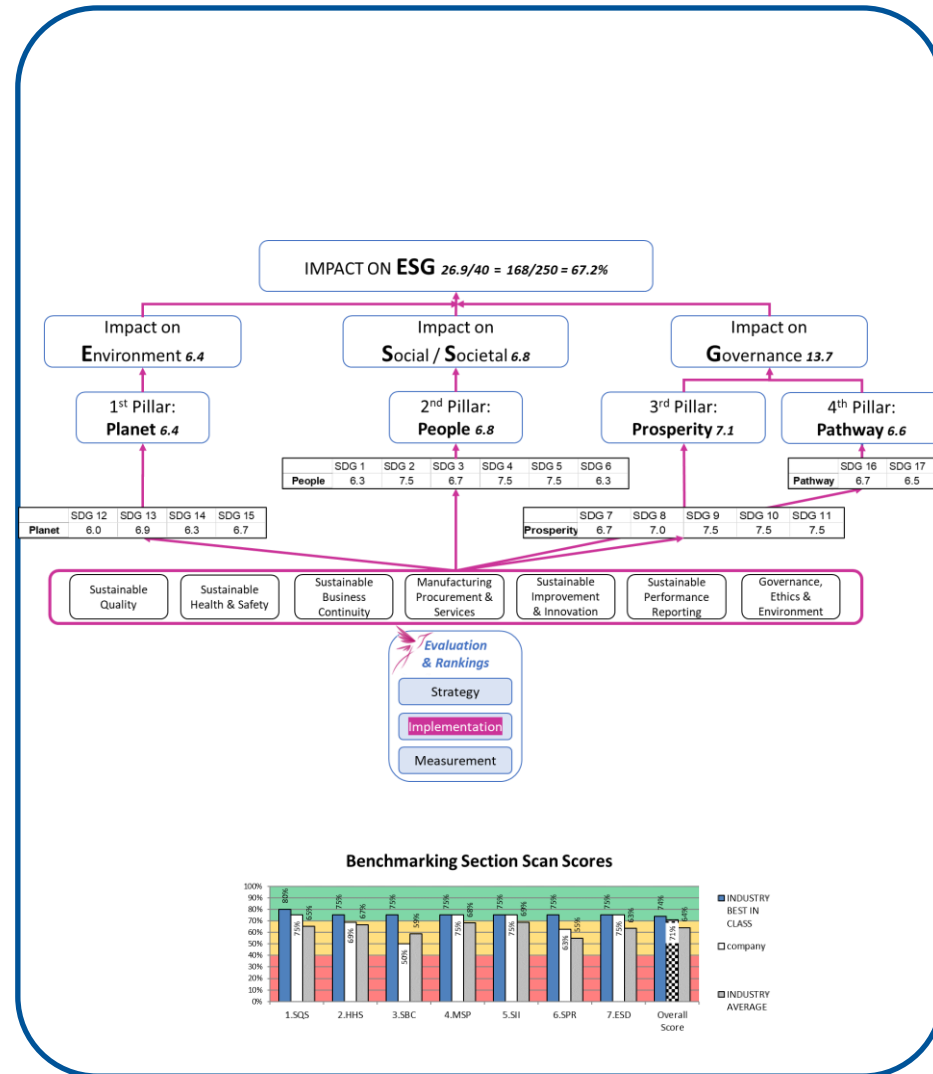 IMPACT ON ESG 26.9/40 = 168/250 = 67.2%
Impact on
Environment 6.4
Impact on
Social / Societal 6.8
Impact on
Governance 13.7
1st Pillar:
Planet 6.4
2nd Pillar:
People 6.8
3rd Pillar:
Prosperity 7.1
4th Pillar:
Pathway 6.6
SDG 1 SDG 2 SDG 3 SDG 4 SDG 5 SDG 6
People 6.3 7.5 6.7 7.5 7.5 6.3
SDG 16 SDG 17
Pathway 6.7 6.5
SDG 12 SDG 13 SDG 14 SDG 15
Planet 6.0 6.9 6.3 6.7
SDG 7 SDG 8 SDG 9 SDG 10 SDG 11
Prosperity 6.7 7.0 7.5 7.5 7.5
Sustainable
Quality
Sustainable
Health & Safety
Sustainable
Business
Continuity
Manufacturing
Procurement &
Services
Sustainable
Improvement
& Innovation
Sustainable
Performance
Reporting
Governance,
Ethics &
Environment
Evaluation
& Rankings
Strategy
Implementation
Measurement
Benchmarking Section Scan Scores
100%
90%
80%
70%
60%
50%
40%
30%
20%
10%
0%
80% 75% 65%
75% 69% 67%
75% 50% 59%
75% 75% 68%
75% 75% 69%
75% 63% 55%
75% 75% 63%
74% 71% 64%
1.SQS 2.HHS 3.SBC 4.MSP 5.SII 6.SPR 7.ESD Overall
Score
INDUSTRY
BEST IN
CLASS
company
INDUSTRY
AVERAGE